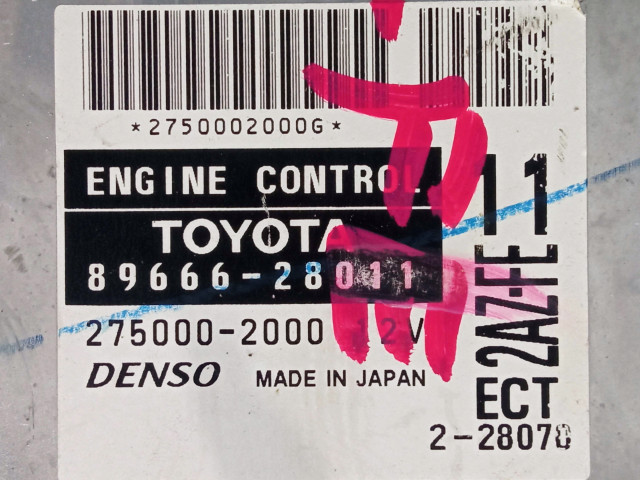 *2750002000G*
ENGINE CONTROL
TOYOTA
89666-28011
275000-2000 12V
DENSO MADE IN JAPAN
11
2AZ-FE
ECT
2-28070